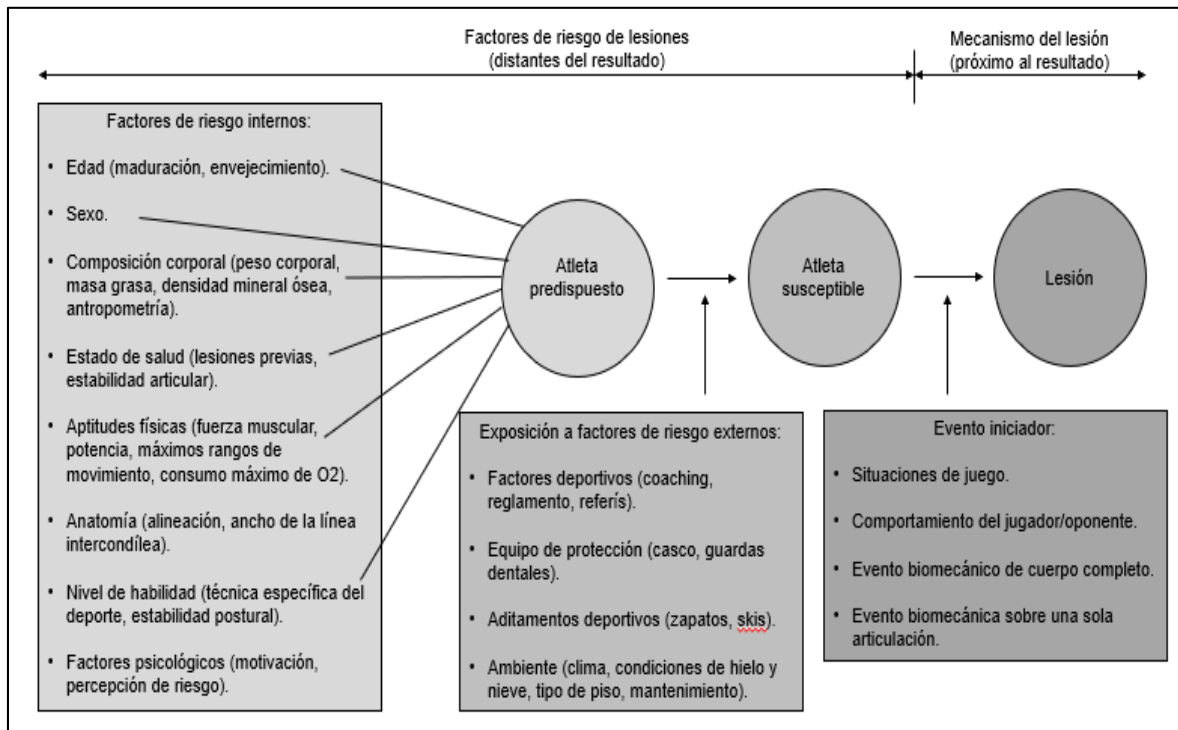 Factores de riesgo de lesiones
(distantes del resultado)
Mecanismo del lesión
(próximo al resultado)
Factores de riesgo internos:
• Edad (maduración, envejecimiento).
• Sexo.
• Composición corporal (peso corporal,
masa grasa, densidad mineral ósea,
antropometría).
• Estado de salud (lesiones previas,
estabilidad articular).
• Aptitudes físicas (fuerza muscular,
potencia, máximos rangos de
movimiento, consumo máximo de O2).
• Anatomía (alineación, ancho de la línea
intercondílea).
• Nivel de habilidad (técnica específica del
deporte, estabilidad postural).
• Factores psicológicos (motivación,
percepción de riesgo).
Atleta
predispuesto
Atleta
susceptible
Lesión
Exposición a factores de riesgo externos:
• Factores deportivos (coaching,
reglamento, referís).
• Equipo de protección (casco, guardas
dentales).
• Aditamentos deportivos (zapatos, skis).
• Ambiente (clima, condiciones de hielo y
nieve, tipo de piso, mantenimiento).
Evento iniciador:
• Situaciones de juego.
• Comportamiento del jugador/oponente.
• Evento biomecánico de cuerpo completo.
• Evento biomecánica sobre una sola
articulación.